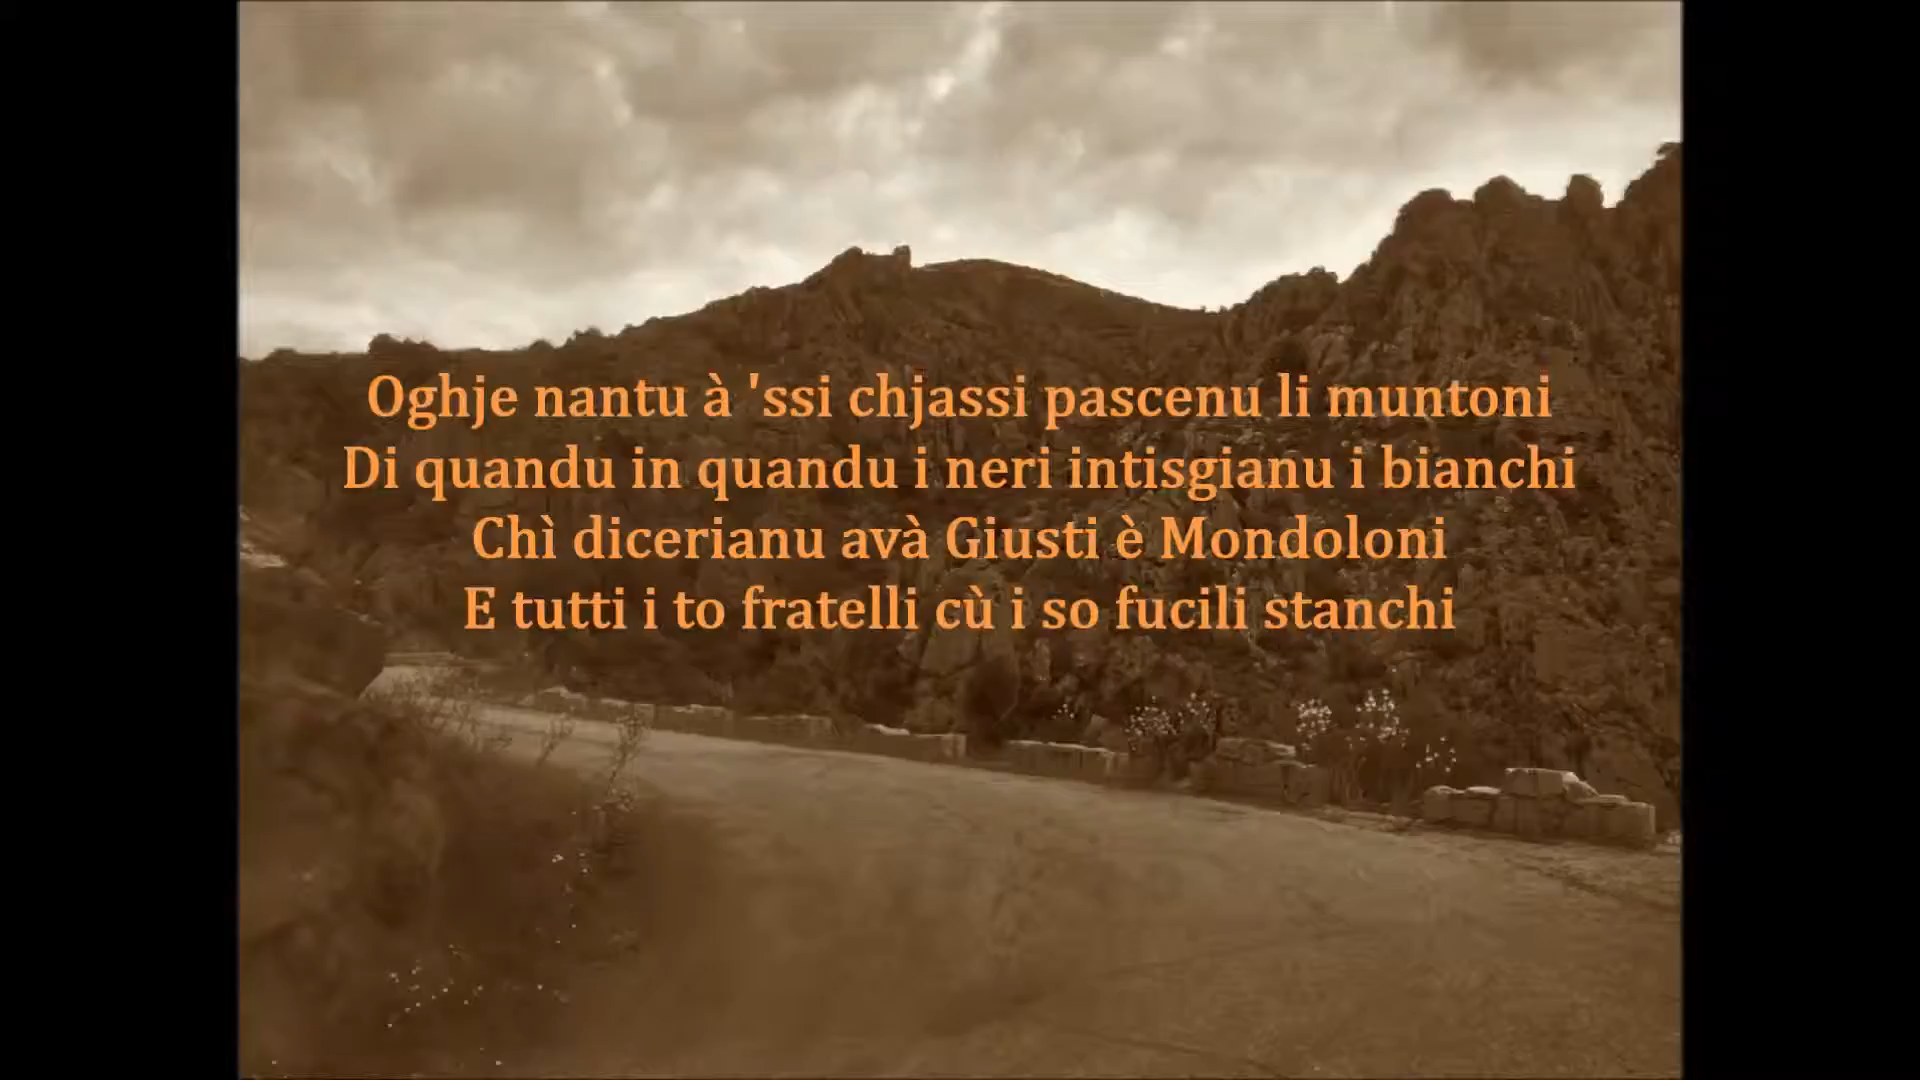 Oghje nantu à 'ssi chjassi pascenu li muntoni
Di quandu in quandu i neri intisgianu i bianchi
Chì dicerianu avà Giusti è Mondoloni
E tutti i to fratelli cù i so fucili stanchi